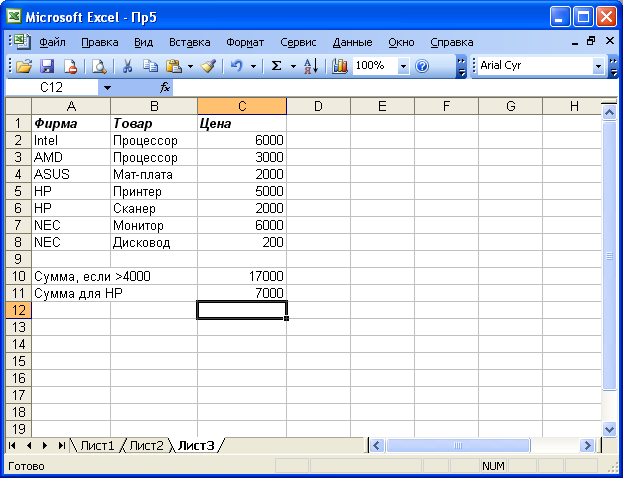 Microsoft Excel - Пр5
Файл Правка Вид Вставка Формат Сервис Данные Окно Справка
Σ 100% Arial Cyr
C12 fx
A B C D E F G H
1 Фирма Товар Цена
2 Intel Процессор 6000
3 AMD Процессор 3000
4 ASUS Мат-плата 2000
5 HP Принтер 5000
6 HP Сканер 2000
7 NEC Монитор 6000
8 NEC Дисковод 200
9
10 Сумма, если >4000 17000
11 Сумма для HP 7000
12
13
14
15
16
17
18
19
Лист1 Лист2 Лист3
Готово NUM